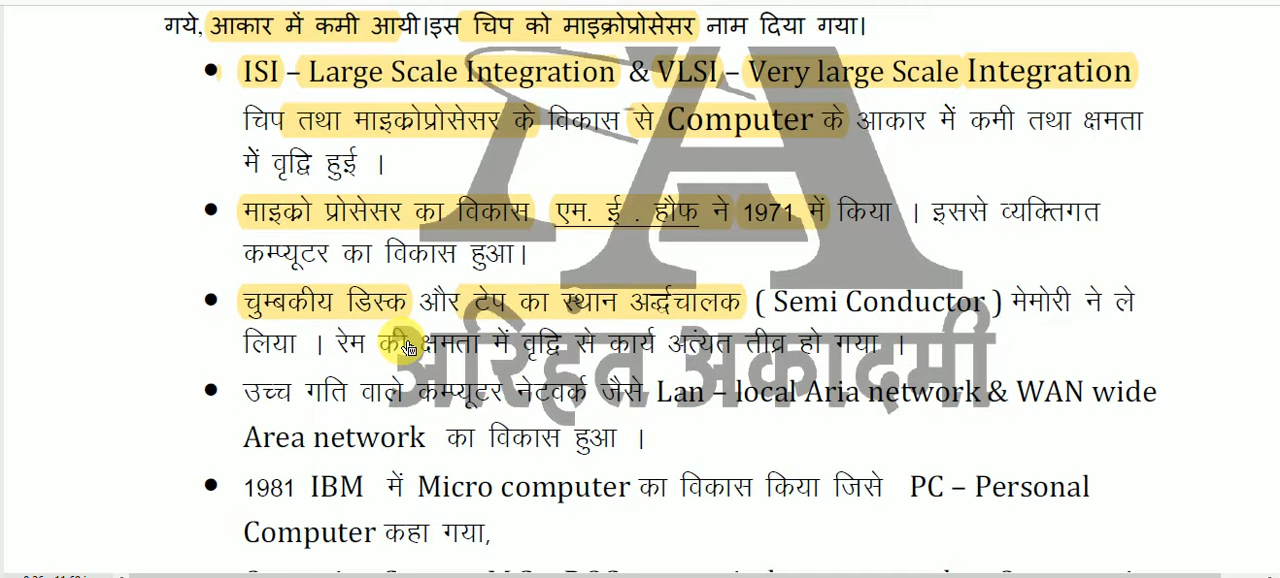 गये, आकार में कमी आयी।इस चिप को माइक्रोप्रोसेसर नाम दिया गया।
• ISI – Large Scale Integration & VLSI – Very large Scale Integration
चिप तथा माइक्रोप्रोसेसर के विकास से Computer के आकार में कमी तथा क्षमता
में वृद्वि हुई ।
• माइक्रो प्रोसेसर का विकास एम. ई . हौफ ने 1971 में किया । इससे व्यक्तिगत
कम्प्यूटर का विकास हुआ।
• चुम्बकीय डिस्क और टेप का स्थान अर्द्धचालक ( Semi Conductor ) मेमोरी ने ले
लिया । रेम की क्षमता में वृद्वि से कार्य अत्यंत तीव्र हो गया ।
• उच्च गति वाले कम्प्यूटर नेटवर्क जैसे Lan – local Aria network & WAN wide
Area network का विकास हुआ ।
• 1981 IBM में Micro computer का विकास किया जिसे PC – Personal
Computer कहा गया,
अरिहंत अकादमी